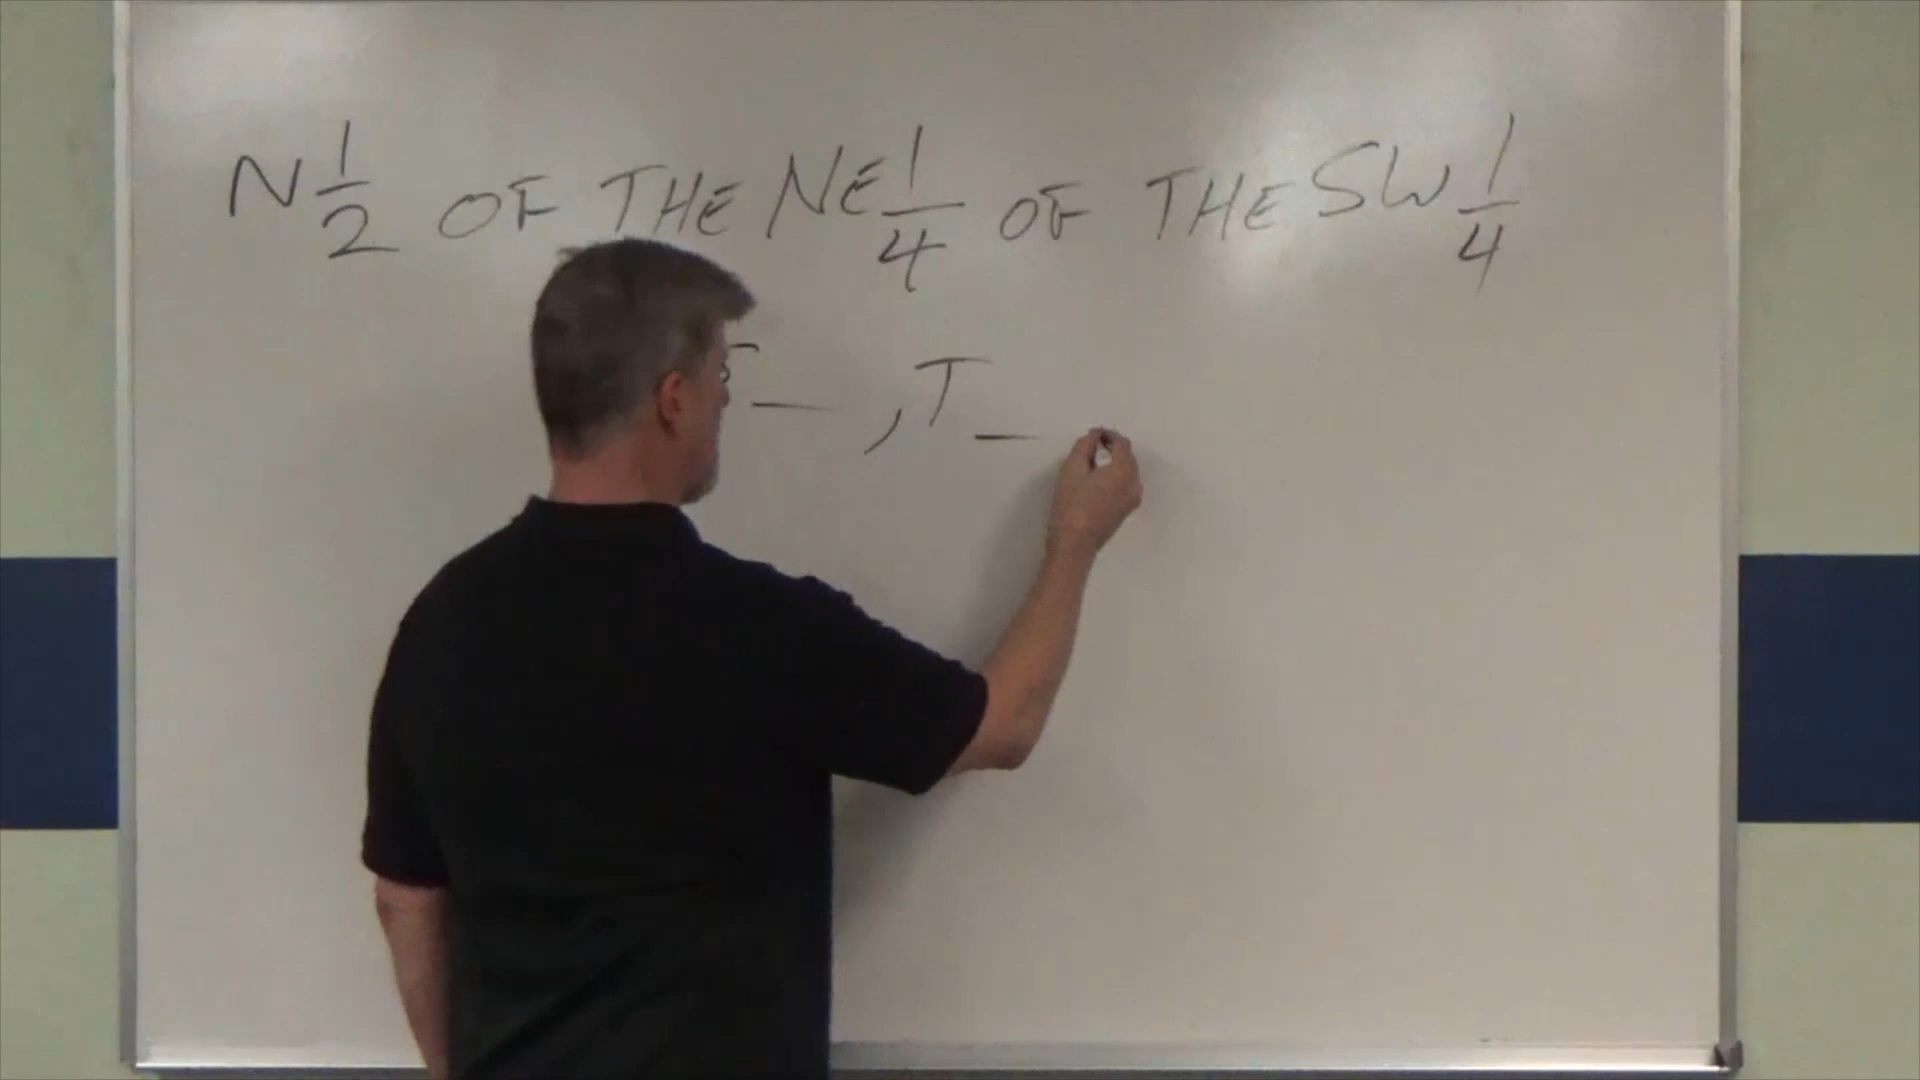 N 1/2 OF THE NE 1/4 OF THE SW 1/4
_ , T _